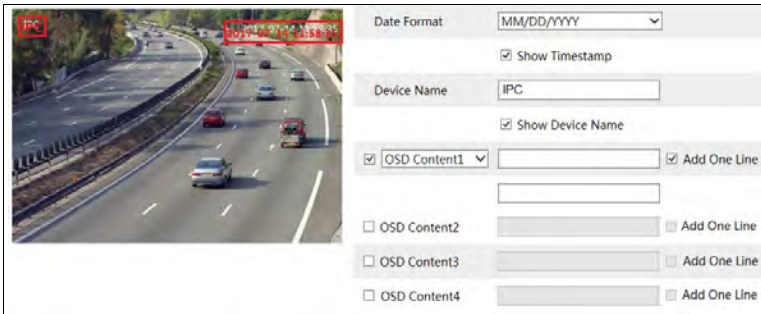 IPC
Date Format
MM/DD/YYYY
Show Timestamp
Device Name
IPC
Show Device Name
OSD Content1
Add One Line
OSD Content2
Add One Line
OSD Content3
Add One Line
OSD Content4
Add One Line